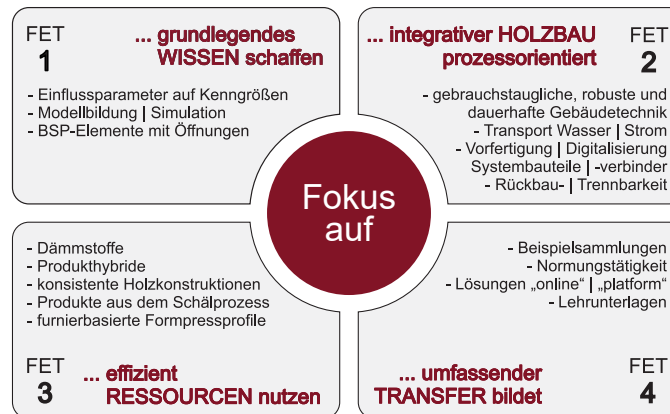 FET
1
... grundlegendes
WISSEN schaffen
- Einflussparameter auf Kenngrößen
- Modellbildung | Simulation
- BSP-Elemente mit Öffnungen
... integrativer HOLZBAU
prozessorientiert
FET
2
- gebrauchstaugliche, robuste und
dauerhafte Gebäudetechnik
- Transport Wasser | Strom
- Vorfertigung | Digitalisierung
Systembauteile | -verbinder
- Rückbau- | Trennbarkeit
Fokus
auf
- Dämmstoffe
- Produkthybride
- konsistente Holzkonstruktionen
- Produkte aus dem Schälprozess
- furnierbasierte Formpressprofile
FET
3
... effizient
RESSOURCEN nutzen
- Beispielsammlungen
- Normungstätigkeit
- Lösungen „online" | „platform"
- Lehrunterlagen
... umfassender
TRANSFER bildet
FET
4